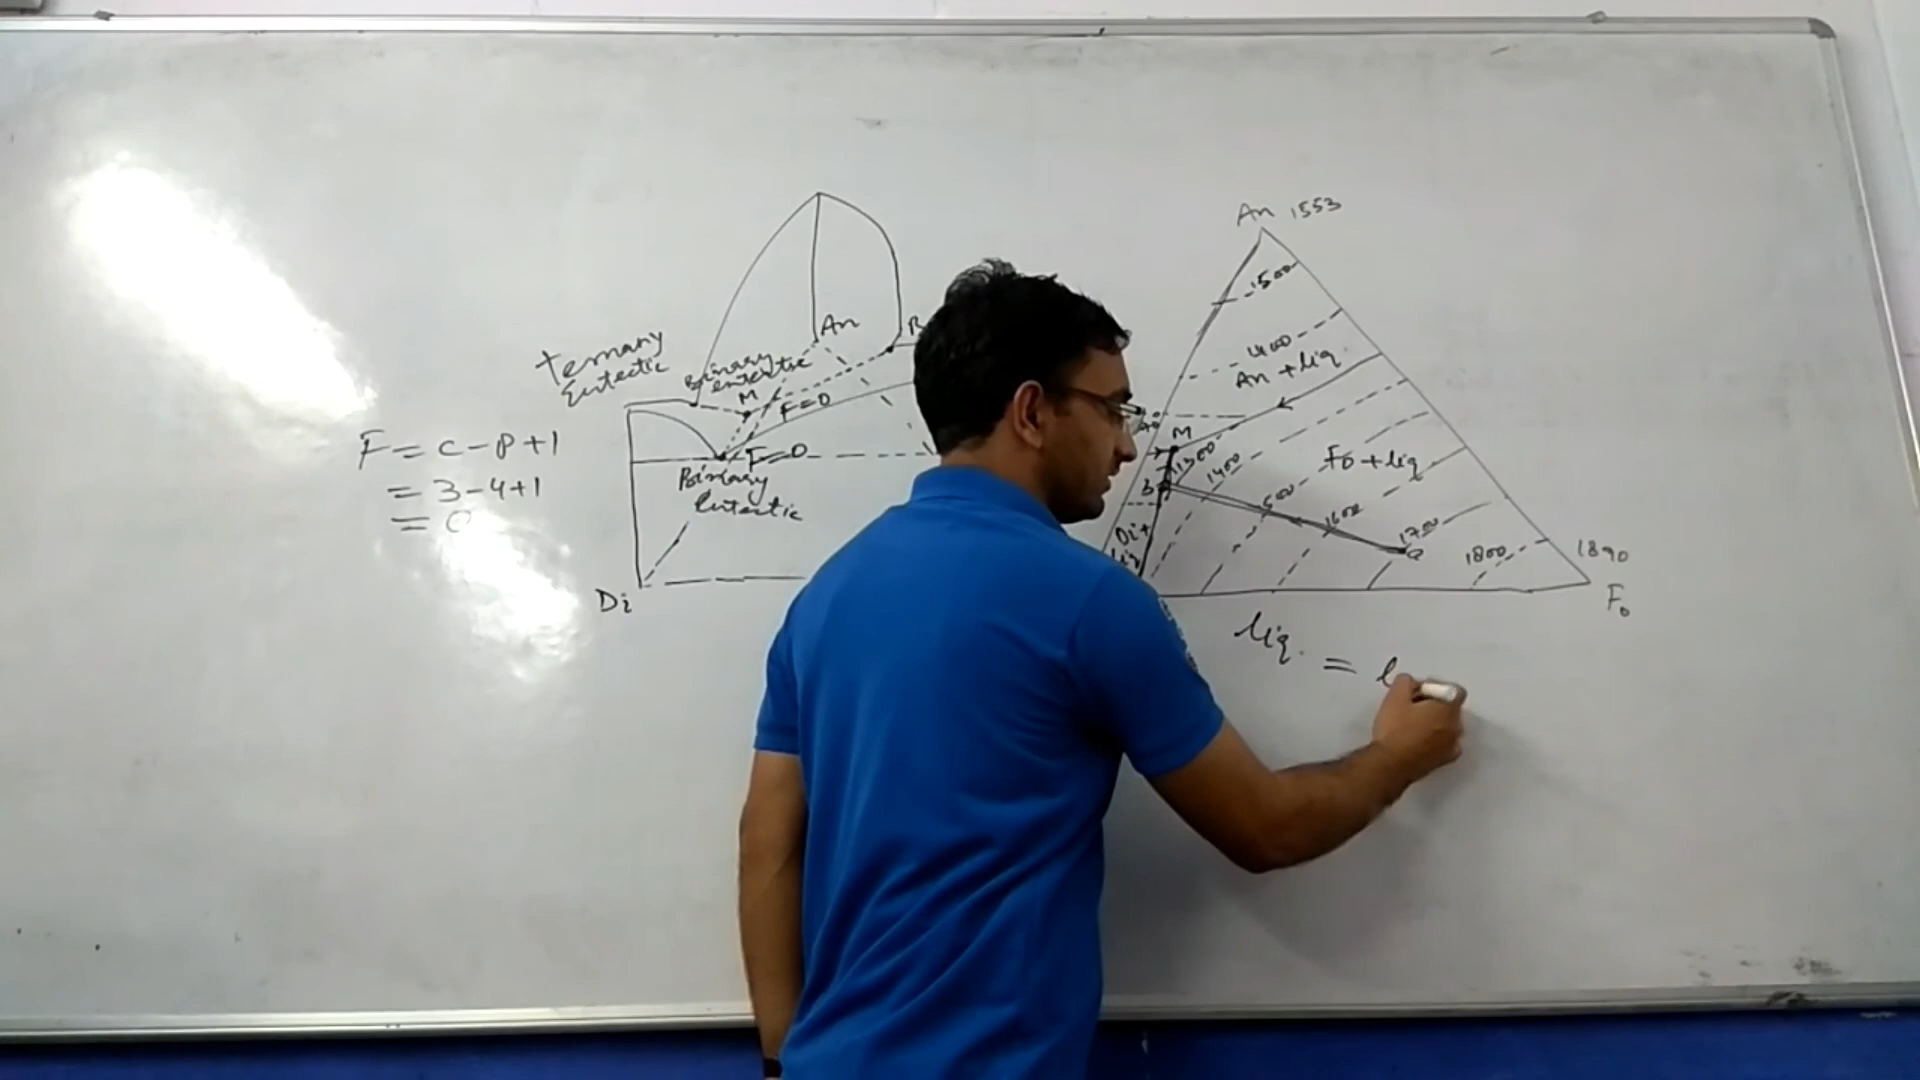 Ternary
Eutectic
F = C - P + 1
= 3 - 4 + 1
=
An
B
Binary
eutectic
M
F = 0
F = 0
Binary
Eutectic
Di
An 1553
1500
1400
An + liq
M
1300
1400
Fo + liq
1600
1700
Q
1800
1890
Di +
Fo
liq. =